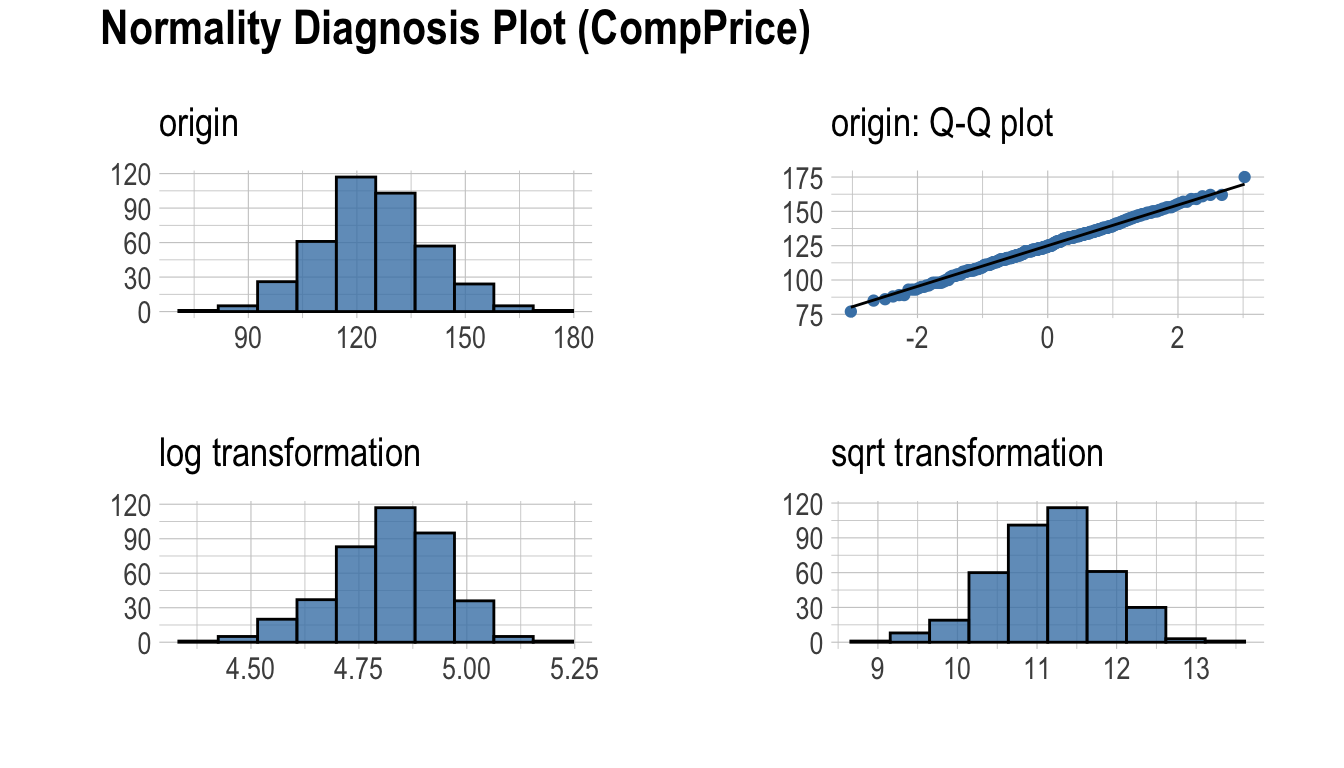 Normality Diagnosis Plot (CompPrice)
origin
120
90
60
30
0
90 120 150 180
origin: Q-Q plot
175
150
125
100
75
-2 0 2
log transformation
120
90
60
30
0
4.50 4.75 5.00 5.25
sqrt transformation
120
90
60
30
0
9 10 11 12 13